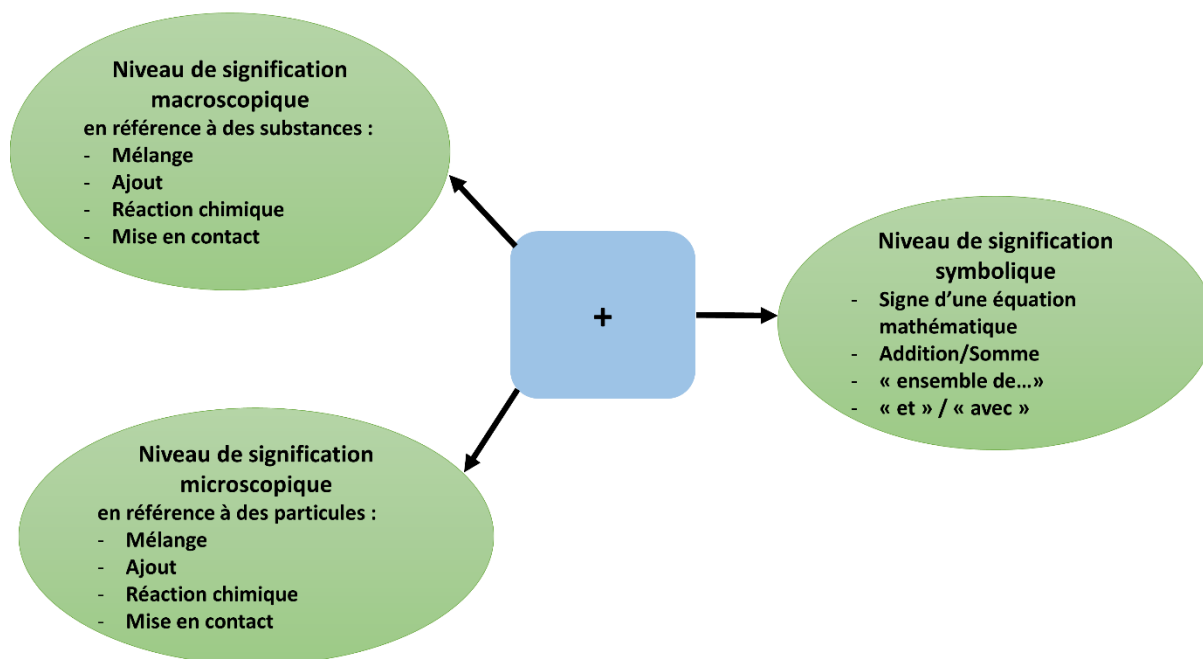 Niveau de signification
macroscopique
en référence à des substances :
- Mélange
- Ajout
- Réaction chimique
- Mise en contact
+
Niveau de signification
symbolique
- Signe d’une équation
mathématique
- Addition/Somme
- « ensemble de…»
- « et » / « avec »
Niveau de signification
microscopique
en référence à des particules :
- Mélange
- Ajout
- Réaction chimique
- Mise en contact